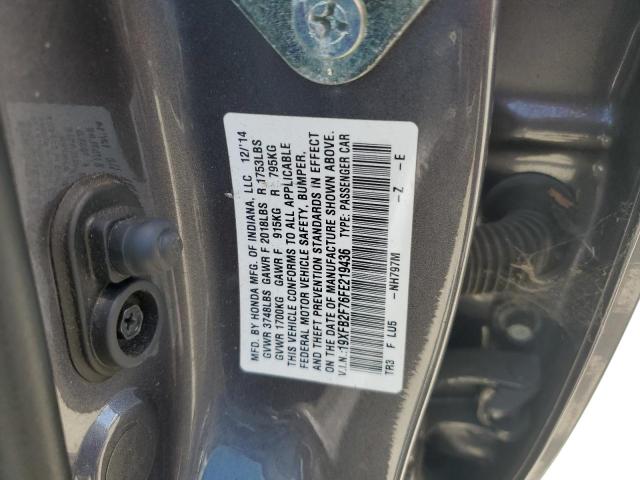 MFD. BY HONDA MFG. OF INDIANA, LLC 12/'14
GVWR 3748LBS GAWR F 2018LBS R 1753LBS
GVWR 1700KG GAWR F 915KG R 795KG
THIS VEHICLE CONFORMS TO ALL APPLICABLE
FEDERAL MOTOR VEHICLE SAFETY, BUMPER,
AND THEFT PREVENTION STANDARDS IN EFFECT
ON THE DATE OF MANUFACTURE SHOWN ABOVE.
V.I.N.:19XFB2F76FE219436 TYPE: PASSENGER CAR
TR3 F LU5 -NH797M -Z -E